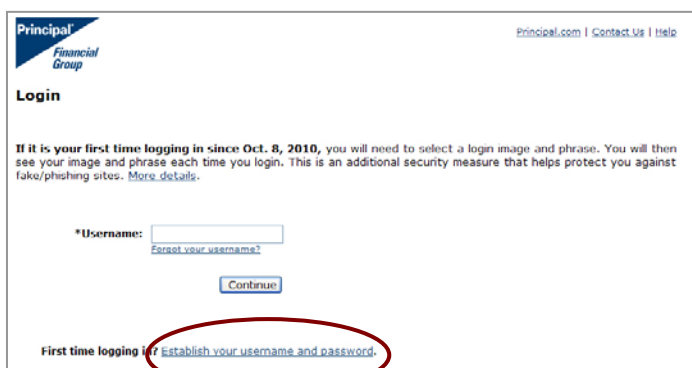 Principal
Financial
Group
Principal.com | Contact Us | Help
Login
If it is your first time logging in since Oct. 8, 2010, you will need to select a login image and phrase. You will then
see your image and phrase each time you login. This is an additional security measure that helps protect you against
fake/phishing sites. More details.
*Username:
Forgot your username?
Continue
First time logging in? Establish your username and password.